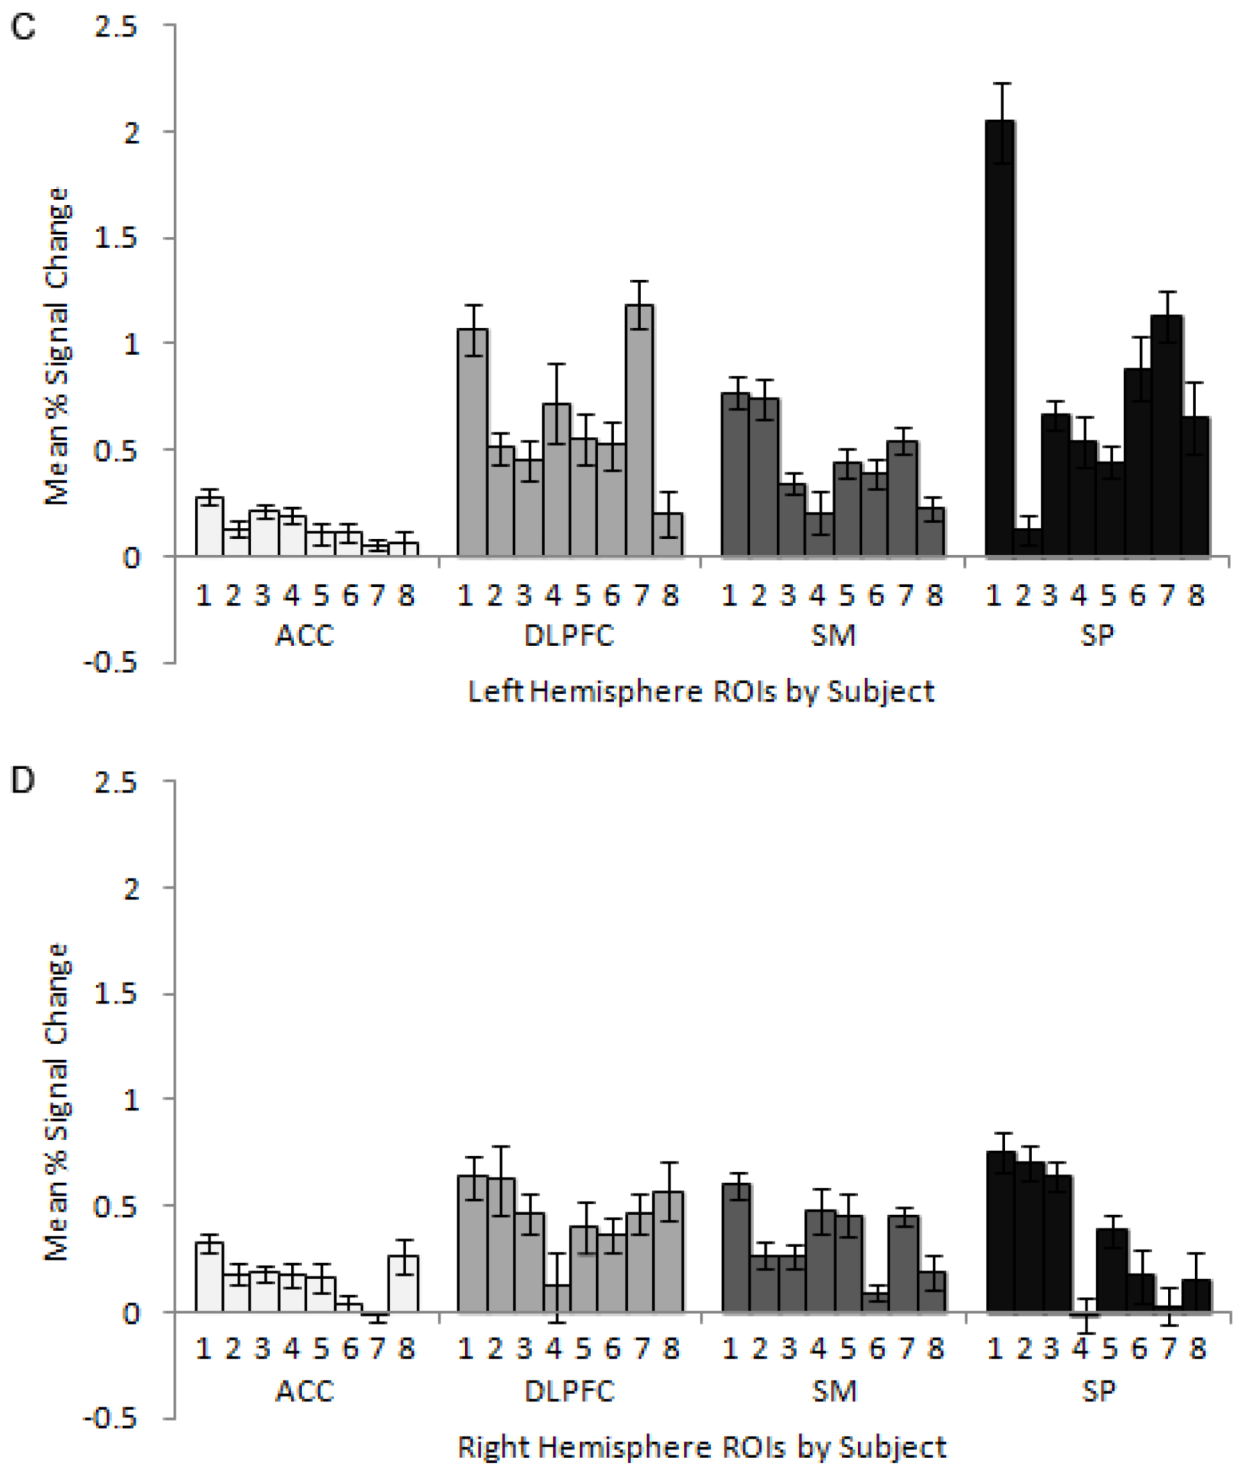 C
2.5
2
1.5
1
0.5
0
-0.5
Mean % Signal Change
1 2 3 4 5 6 7 8 1 2 3 4 5 6 7 8 1 2 3 4 5 6 7 8 1 2 3 4 5 6 7 8
ACC DLPFC SM SP
Left Hemisphere ROIs by Subject
D
2.5
2
1.5
1
0.5
0
-0.5
Mean % Signal Change
1 2 3 4 5 6 7 8 1 2 3 4 5 6 7 8 1 2 3 4 5 6 7 8 1 2 3 4 5 6 7 8
ACC DLPFC SM SP
Right Hemisphere ROIs by Subject